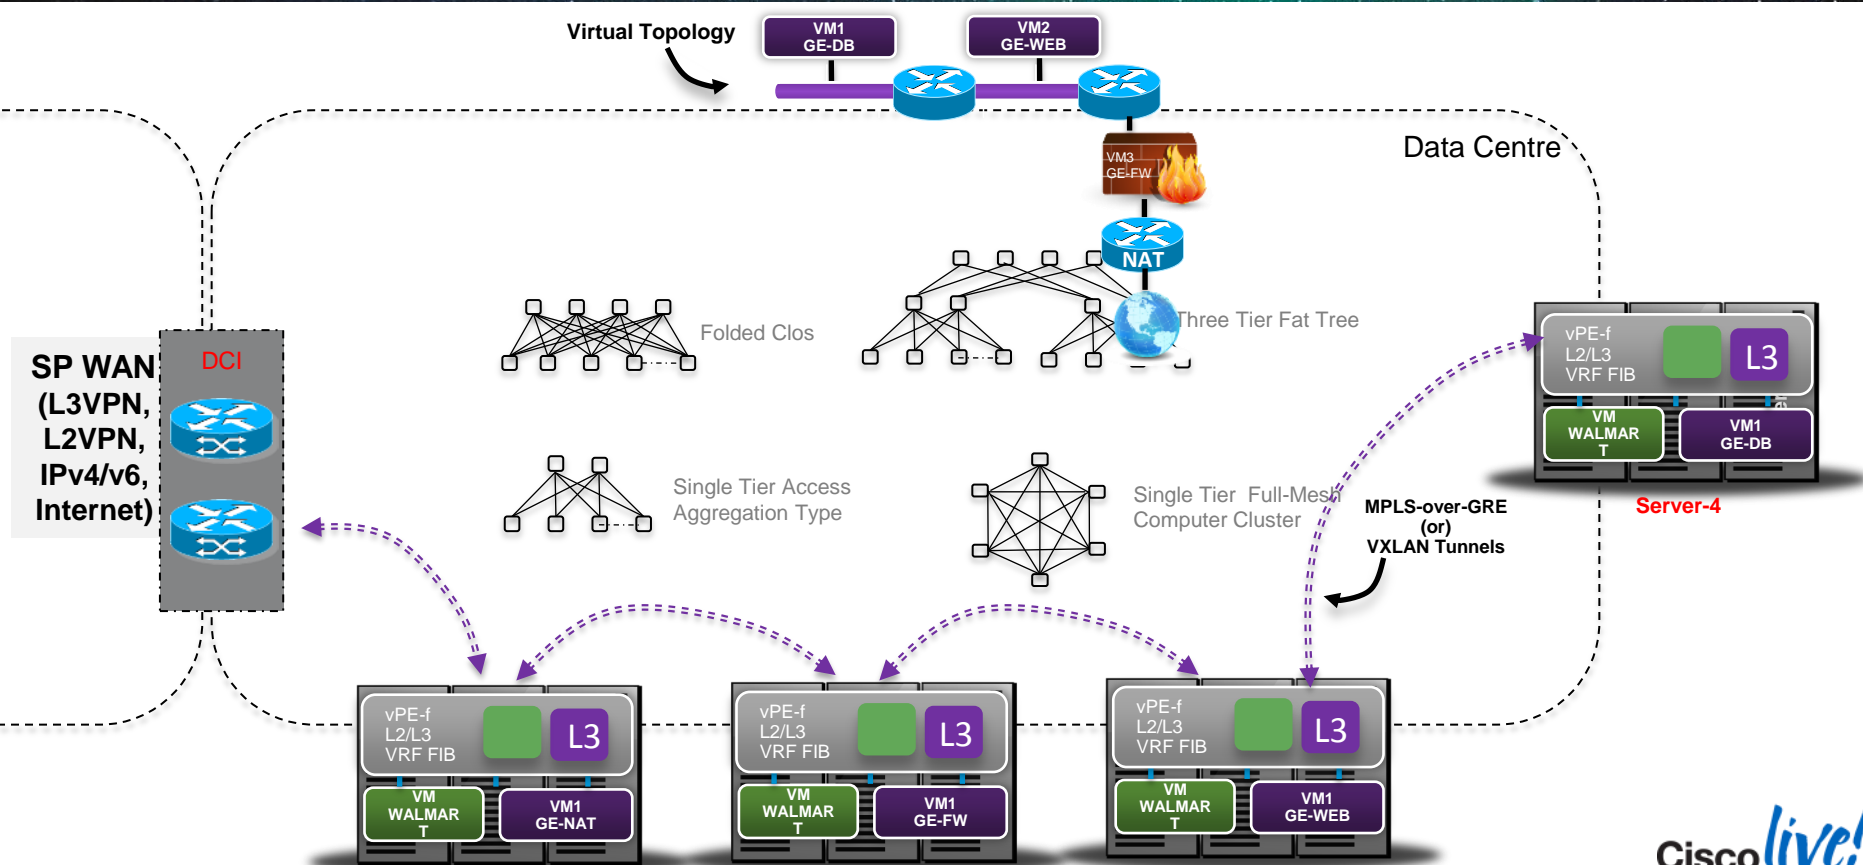 Virtual Topology
VM1
GE-DB
VM2
GE-WEB
Data Centre
VM3
GE-FW
NAT
Folded Clos
Three Tier Fat Tree
SP WAN
(L3VPN,
L2VPN,
IPv4/v6,
Internet)
DCI
Single Tier Access
Aggregation Type
Single Tier Full-Mesh
Computer Cluster
MPLS-over-GRE
(or)
VXLAN Tunnels
vPE-f
L2/L3
VRF FIB
L3
VM
WALMAR
T
VM1
GE-DB
Server-4
vPE-f
L2/L3
VRF FIB
L3
VM
WALMAR
T
VM1
GE-NAT
vPE-f
L2/L3
VRF FIB
L3
VM
WALMAR
T
VM1
GE-FW
vPE-f
L2/L3
VRF FIB
L3
VM
WALMAR
T
VM1
GE-WEB
Cisco live!